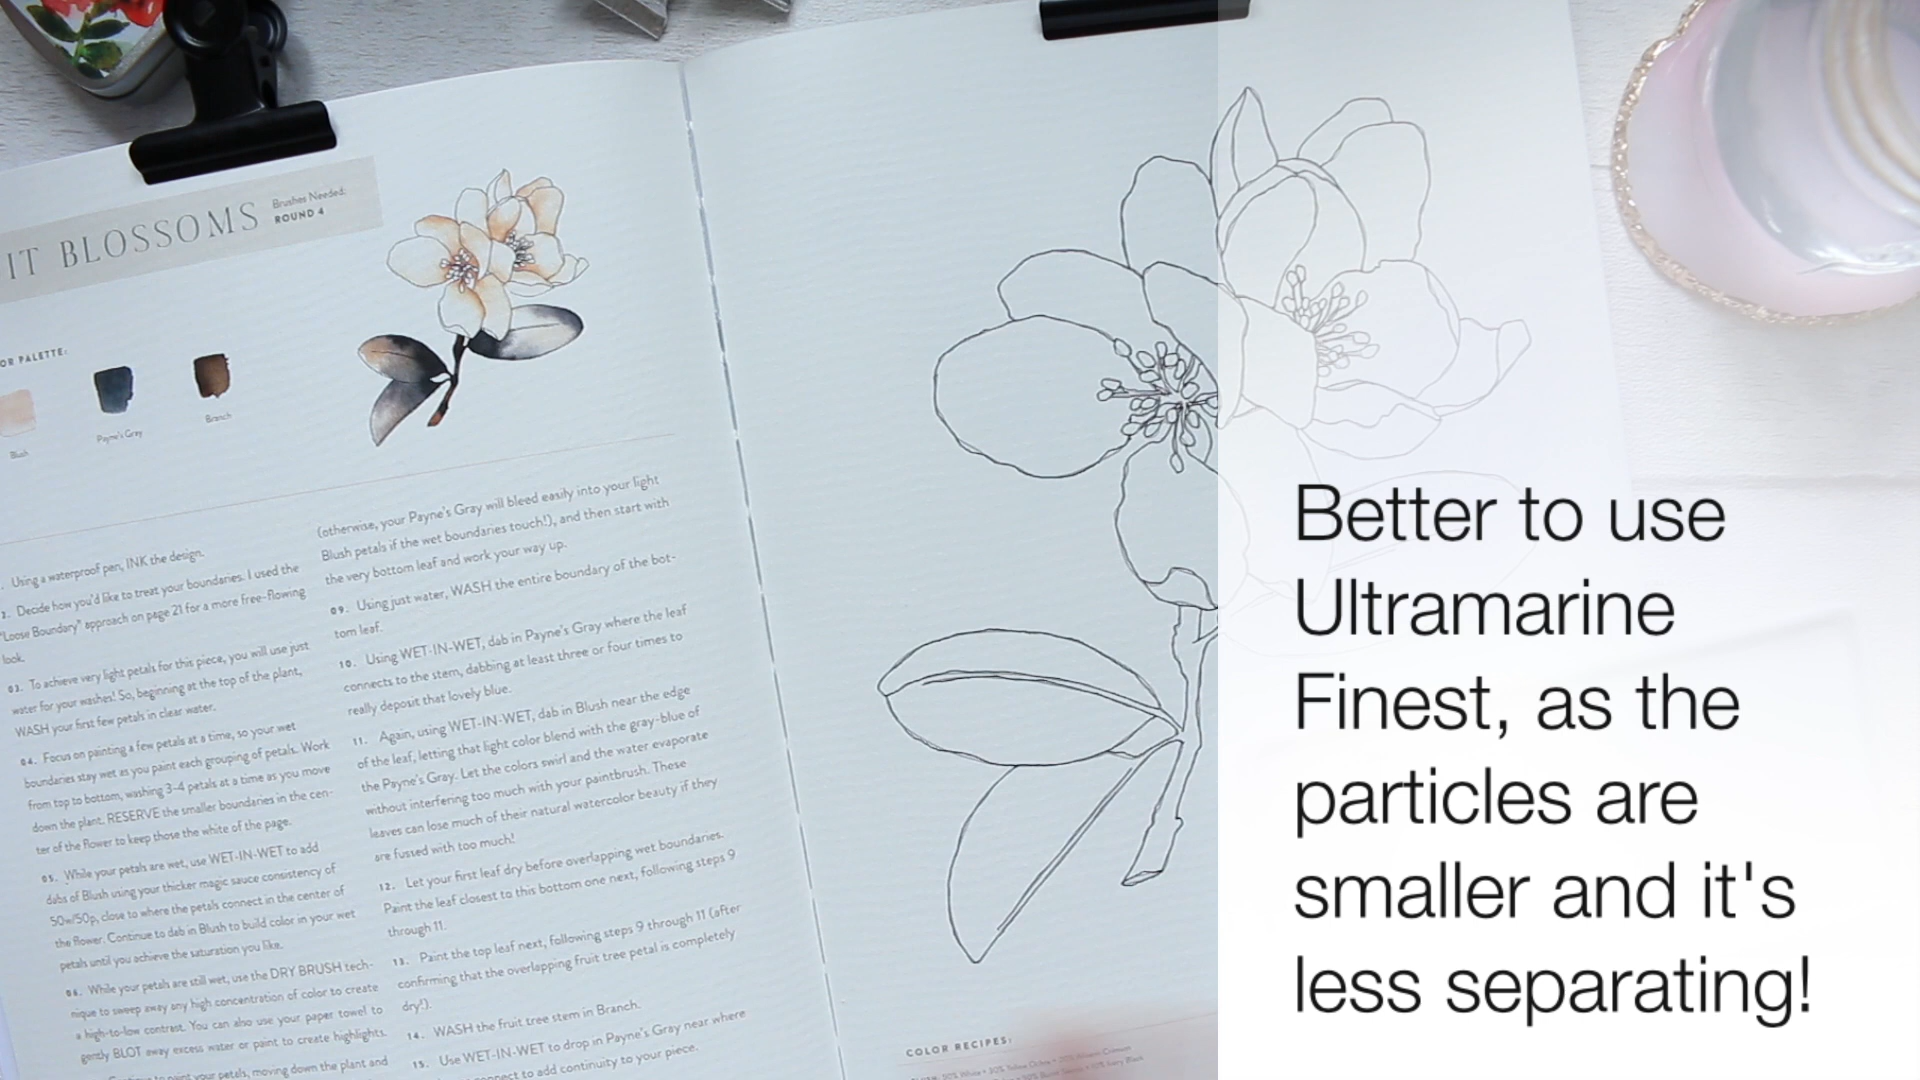 IT BLOSSOMS
Brushes Needed:
ROUND 4
OR PALETTE:
Blush
Payne's Gray
Branch
Using a waterproof pen, INK the design.
2. Decide how you'd like to treat your boundaries. I used the
"Loose Boundary" approach on page 21 for a more free-flowing
look.
03. To achieve very light petals for this piece, you will use just
water for your washes! So, beginning at the top of the plant,
WASH your first few petals in clear water.
04. Focus on painting a few petals at a time, so your wet
boundaries stay wet as you paint each grouping of petals. Work
from top to bottom, washing 3-4 petals at a time as you move
down the plant. RESERVE the smaller boundaries in the cen-
ter of the flower to keep those the white of the page.
05. While your petals are wet, use WET-IN-WET to add
dabs of Blush using your thicker magic sauce consistency of
50w/50p, close to where the petals connect in the center of
the flower. Continue to dab in Blush to build color in your wet
petals until you achieve the saturation you like.
06. While your petals are still wet, use the DRY BRUSH tech-
nique to sweep away any high concentration of color to create
a high-to-low contrast. You can also use your paper towel to
gently BLOT away excess water or paint to create highlights.
to paint your petals, moving down the plant and
(otherwise, your Payne's Gray will bleed easily into your light
Blush petals if the wet boundaries touch!), and then start with
the very bottom leaf and work your way up.
09. Using just water, WASH the entire boundary of the bot-
tom leaf.
10. Using WET-IN-WET, dab in Payne's Gray where the leaf
connects to the stem, dabbing at least three or four times to
really deposit that lovely blue.
11. Again, using WET-IN-WET, dab in Blush near the edge
of the leaf, letting that light color blend with the gray-blue of
the Payne's Gray. Let the colors swirl and the water evaporate
without interfering too much with your paintbrush. These
leaves can lose much of their natural watercolor beauty if they
are fussed with too much!
12. Let your first leaf dry before overlapping wet boundaries.
Paint the leaf closest to this bottom one next, following steps 9
through 11.
13. Paint the top leaf next, following steps 9 through 11 (after
confirming that the overlapping fruit tree petal is completely
dry!).
14. WASH the fruit tree stem in Branch.
15. Use WET-IN-WET to drop in Payne's Gray near where
connect to add continuity to your piece.
COLOR RECIPES:
Better to use
Ultramarine
Finest, as the
particles are
smaller and it's
less separating!